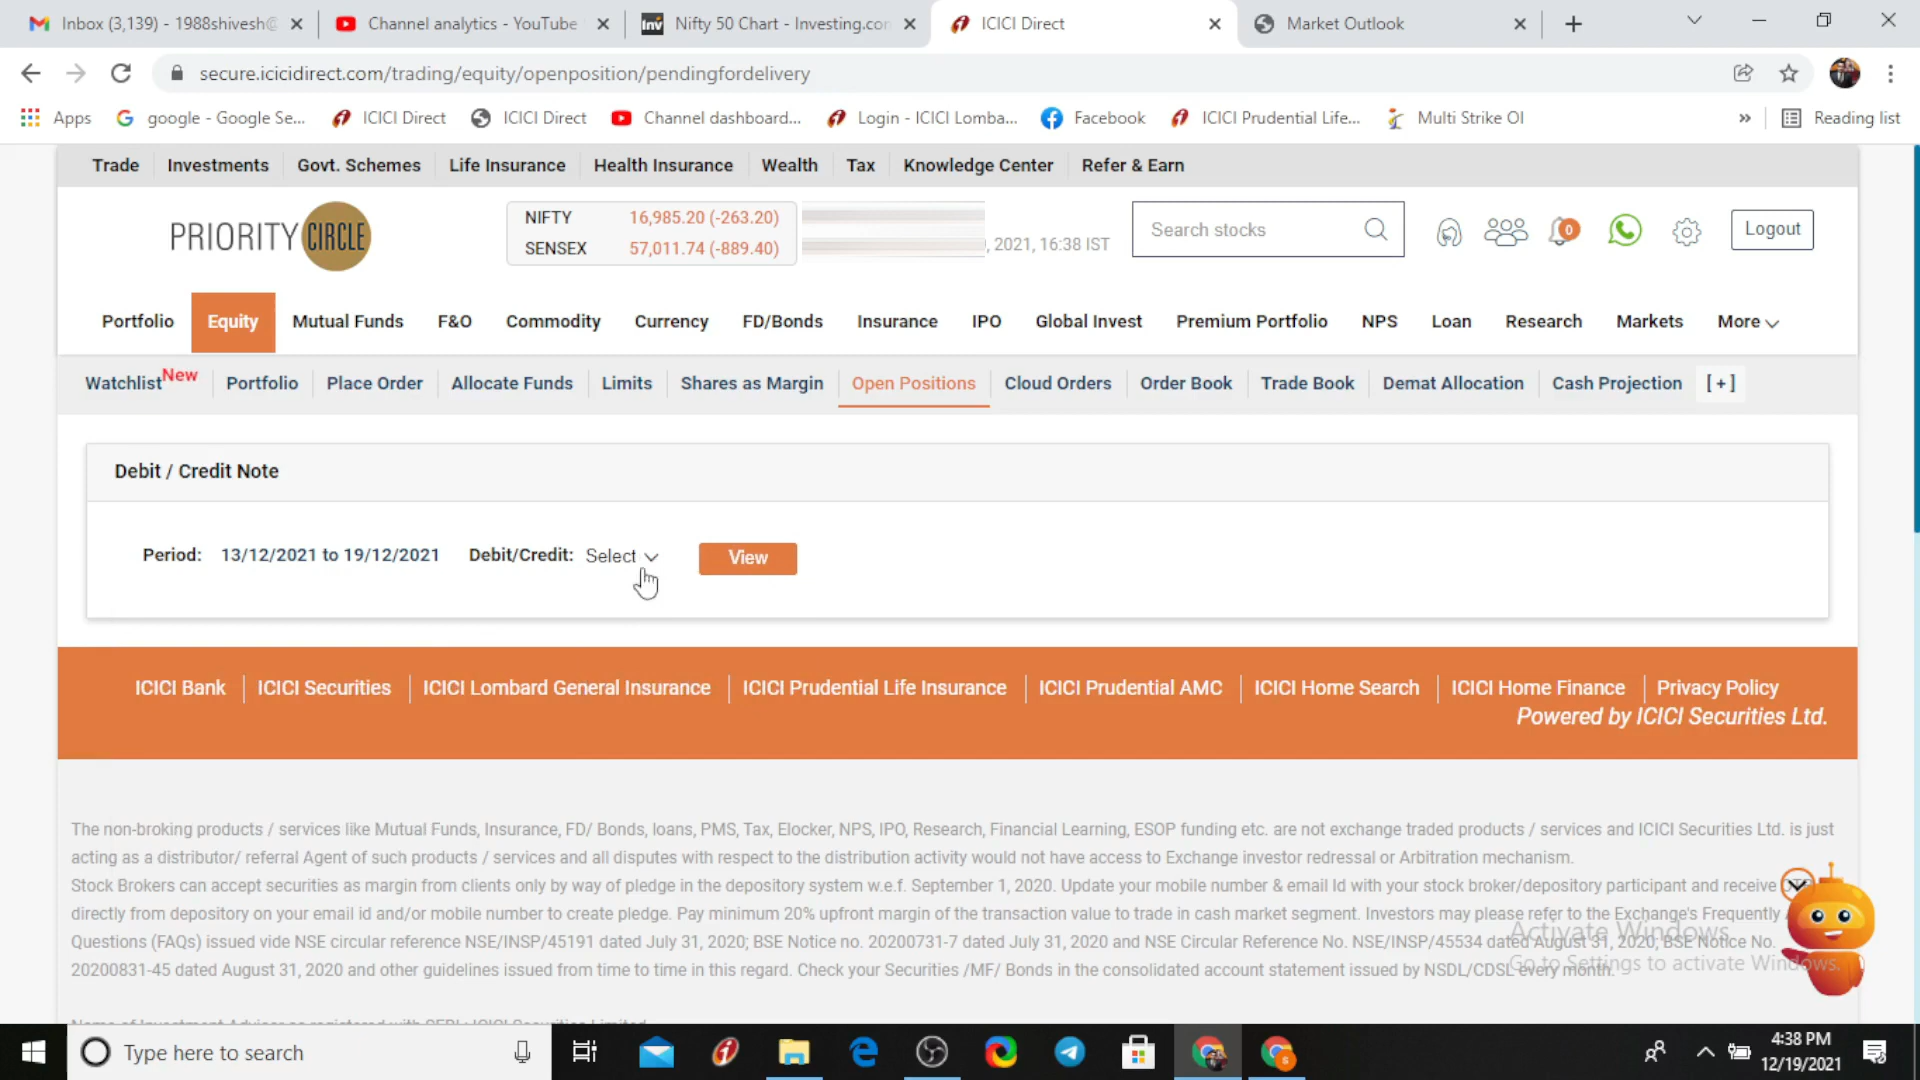 Inbox (3,139) - 1988shivesh@
Channel analytics - YouTube
Inv Nifty 50 Chart - Investing.con
ICICI Direct
Market Outlook
secure.icicidirect.com/trading/equity/openposition/pendingfordelivery
Apps
google - Google Se...
ICICI Direct
ICICI Direct
Channel dashboard...
Login - ICICI Lomba...
Facebook
ICICI Prudential Life...
Multi Strike OI
»
Reading list
Trade Investments Govt. Schemes Life Insurance Health Insurance Wealth Tax Knowledge Center Refer & Earn
PRIORITY CIRCLE
NIFTY 16,985.20 (-263.20)
SENSEX 57,011.74 (-889.40)
, 2021, 16:38 IST
Search stocks
0
Logout
Portfolio Equity Mutual Funds F&O Commodity Currency FD/Bonds Insurance IPO Global Invest Premium Portfolio NPS Loan Research Markets More
Watchlist New Portfolio Place Order Allocate Funds Limits Shares as Margin Open Positions Cloud Orders Order Book Trade Book Demat Allocation Cash Projection [+]
Debit / Credit Note
Period: 13/12/2021 to 19/12/2021 Debit/Credit: Select View
ICICI Bank ICICI Securities ICICI Lombard General Insurance ICICI Prudential Life Insurance ICICI Prudential AMC ICICI Home Search ICICI Home Finance Privacy Policy
Powered by ICICI Securities Ltd.
The non-broking products / services like Mutual Funds, Insurance, FD/ Bonds, loans, PMS, Tax, Elocker, NPS, IPO, Research, Financial Learning, ESOP funding etc. are not exchange traded products / services and ICICI Securities Ltd. is just
acting as a distributor/ referral Agent of such products / services and all disputes with respect to the distribution activity would not have access to Exchange investor redressal or Arbitration mechanism.
Stock Brokers can accept securities as margin from clients only by way of pledge in the depository system w.e.f. September 1, 2020. Update your mobile number & email Id with your stock broker/depository participant and receive
directly from depository on your email id and/or mobile number to create pledge. Pay minimum 20% upfront margin of the transaction value to trade in cash market segment. Investors may please refer to the Exchange's Frequently
Questions (FAQs) issued vide NSE circular reference NSE/INSP/45191 dated July 31, 2020; BSE Notice no. 20200731-7 dated July 31, 2020 and NSE Circular Reference No. NSE/INSP/45534 dated August 31, 2020; BSE Notice No.
20200831-45 dated August 31, 2020 and other guidelines issued from time to time in this regard. Check your Securities /MF/ Bonds in the consolidated account statement issued by NSDL/CDSL every month.
Activate Windows
Go to Settings to activate Windows.
Type here to search
4:38 PM
12/19/2021